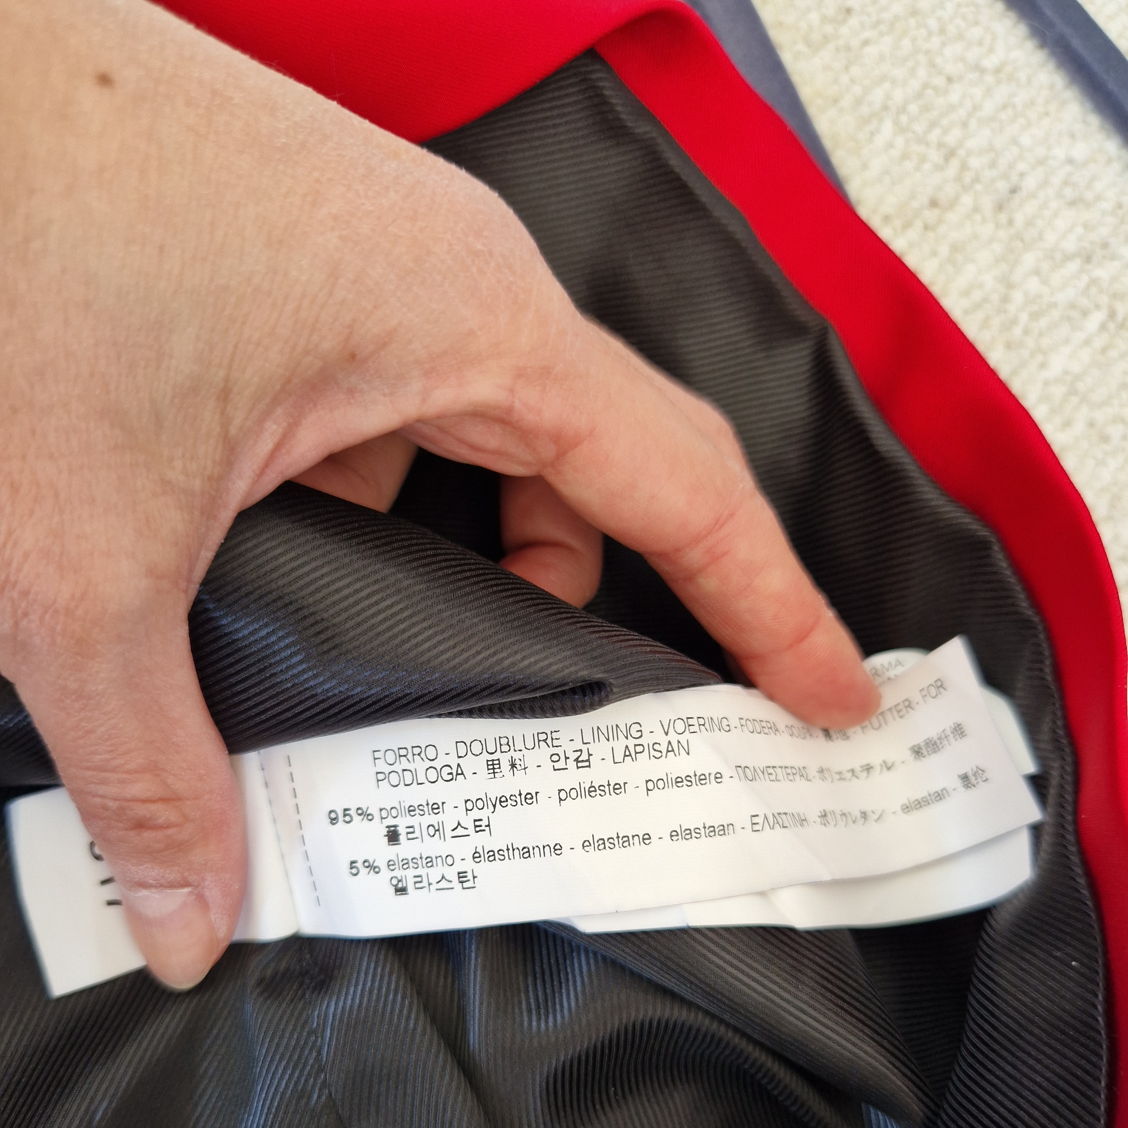 RMA
FORRO - DOUBLURE - LINING - VOERING - FODERA - FUTTER - FOR
PODLOGA - 里料 - 안감 - LAPISAN
95% poliester - polyester - poliéster - poliestere - ΠΟΛΥΕΣΤΕΡΑΣ - ポリエステル - 聚酯纤维
폴리에스터
5% elastano - élasthanne - elastane - elastaan - ΕΛΑΣΤΙΝΗ - ポリウレタン - elastan - 氨纶
엘라스탄